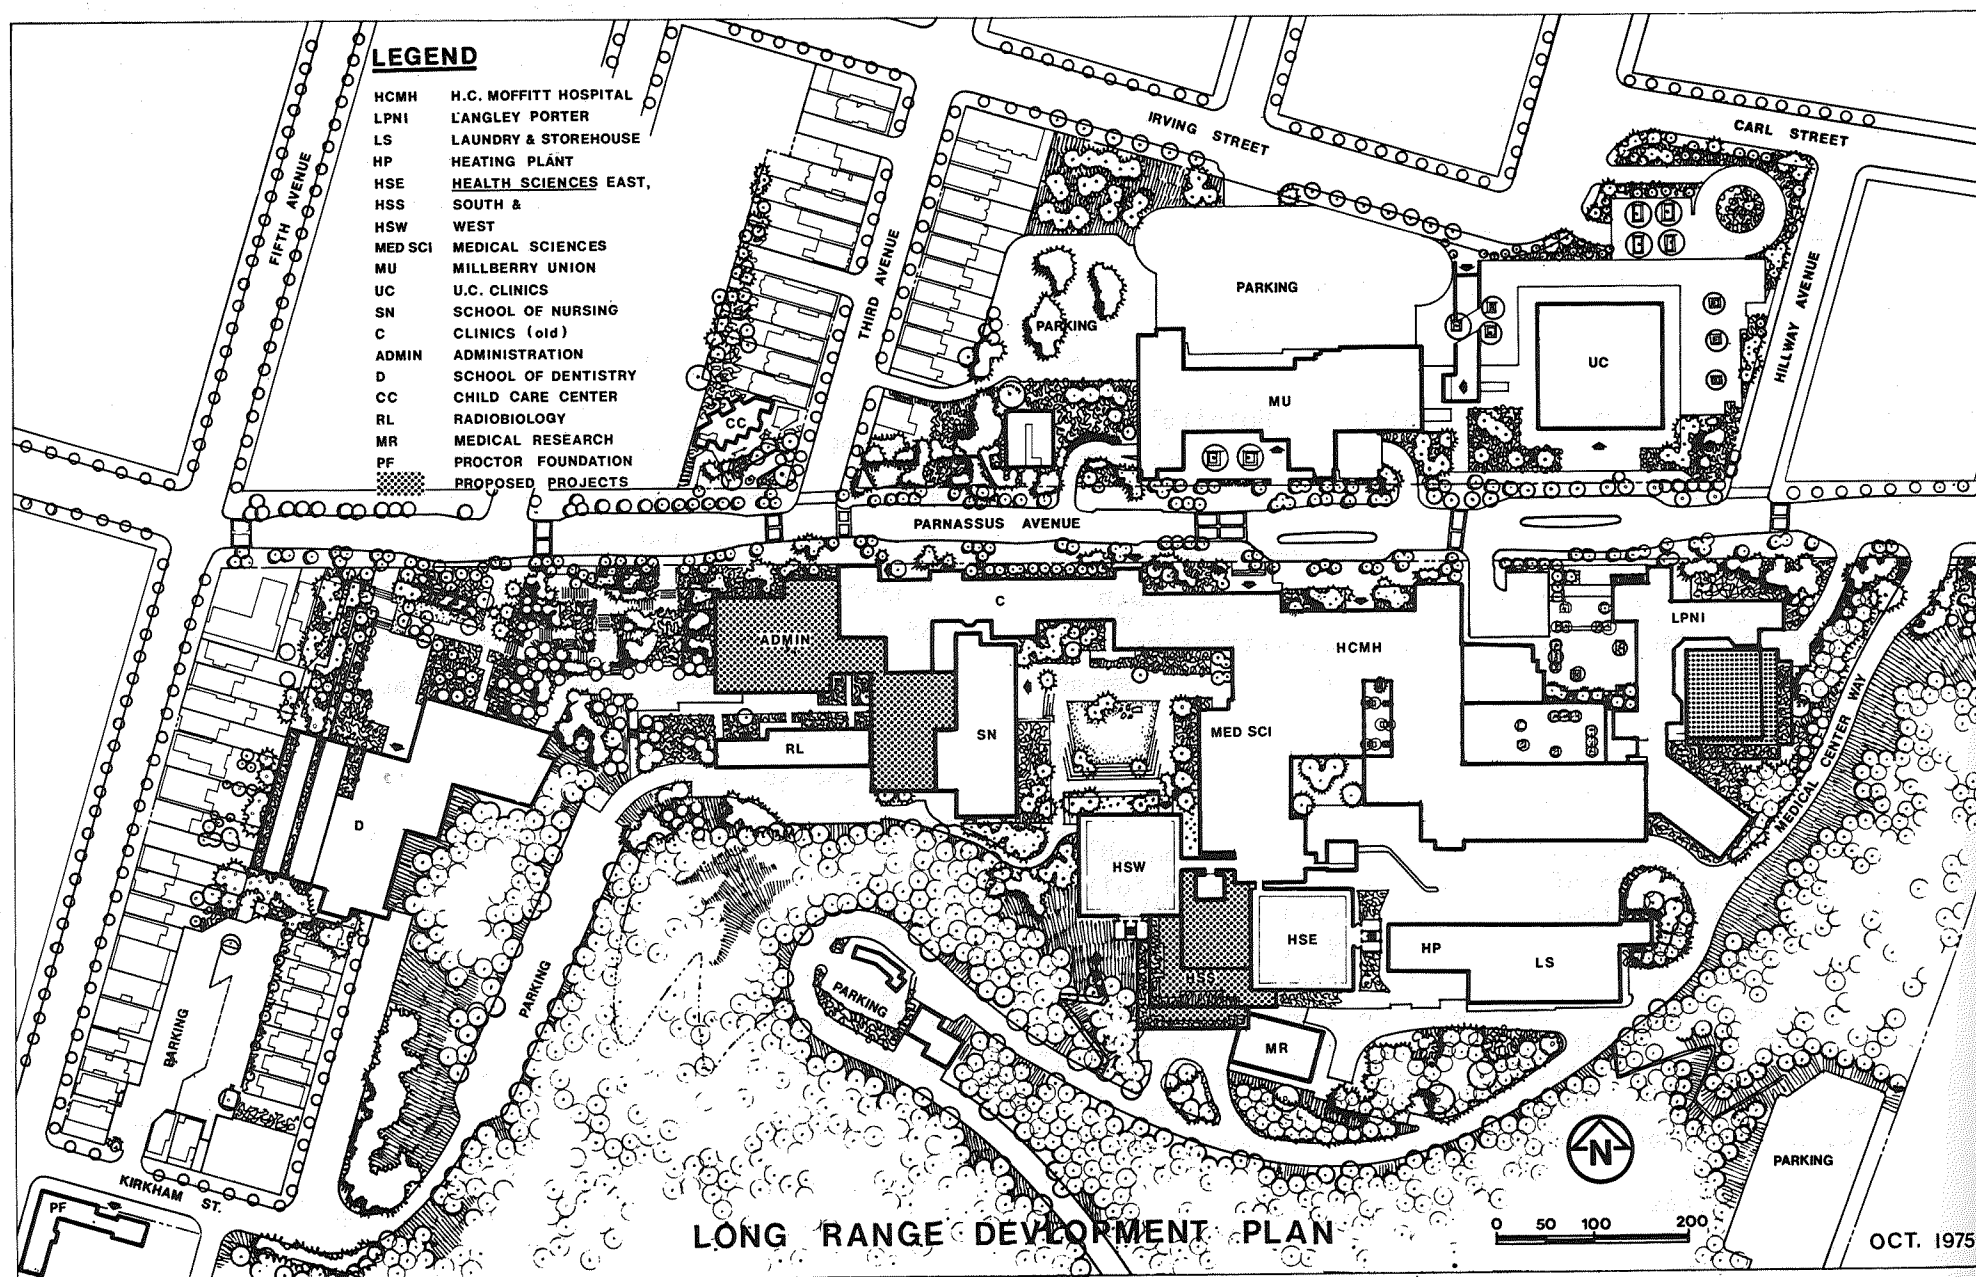 LEGEND
HCMH H.C. MOFFITT HOSPITAL
LPNI LANGLEY PORTER
LS LAUNDRY & STOREHOUSE
HP HEATING PLANT
HSE HEALTH SCIENCES EAST,
HSS SOUTH &
HSW WEST
MED SCI MEDICAL SCIENCES
MU MILLBERRY UNION
UC U.C. CLINICS
SN SCHOOL OF NURSING
C CLINICS (old)
ADMIN ADMINISTRATION
D SCHOOL OF DENTISTRY
CC CHILD CARE CENTER
RL RADIOBIOLOGY
MR MEDICAL RESEARCH
PF PROCTOR FOUNDATION
PROPOSED PROJECTS
FIFTH AVENUE
THIRD AVENUE
IRVING STREET
CARL STREET
HILLWAY AVENUE
PARKING
PARKING
UC
MU
CC
PARNASSUS AVENUE
C
ADMIN
HCMH
LPNI
RL
SN
MED SCI
MEDICAL CENTER WAY
D
HSW
HSE
HP
LS
HSS
PARKING
PARKING
PARKING
MR
N
PARKING
KIRKHAM ST.
PF
LONG RANGE DEVLOPMENT PLAN
0 50 100 200
OCT. 1975